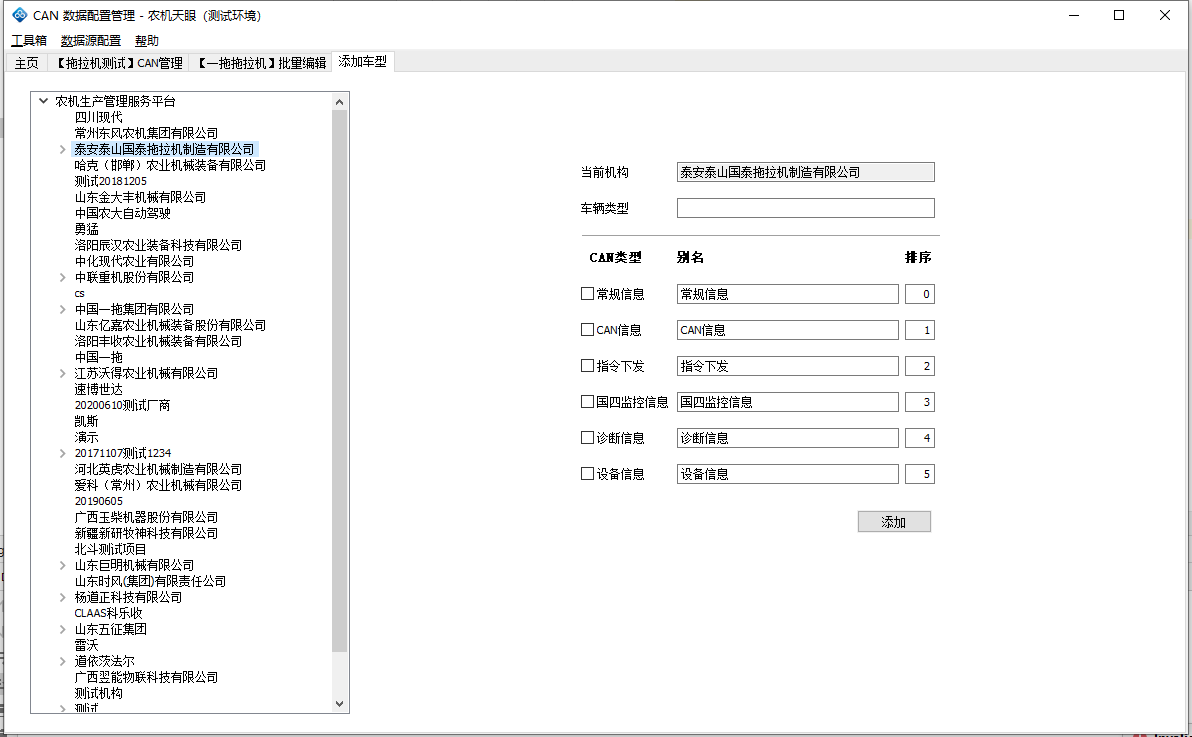 CAN 数据配置管理 - 农机天眼 (测试环境)
工具箱 数据源配置 帮助
主页 【拖拉机测试】CAN管理 【一拖拖拉机】批量编辑 添加车型
农机生产管理服务平台
四川现代
常州东风农机集团有限公司
泰安泰山国泰拖拉机制造有限公司
哈克（邯郸）农业机械装备有限公司
测试20181205
山东金大丰机械有限公司
中国农大自动驾驶
勇猛
洛阳辰汉农业装备科技有限公司
中化现代农业有限公司
中联重机股份有限公司
cs
中国一拖集团有限公司
山东亿嘉农业机械装备股份有限公司
洛阳丰收农业机械装备有限公司
中国一拖
江苏沃得农业机械有限公司
速博世达
20200610测试厂商
凯斯
演示
20171107测试1234
河北英虎农业机械制造有限公司
爱科（常州）农业机械有限公司
20190605
广西玉柴机器股份有限公司
新疆新研牧神科技有限公司
北斗测试项目
山东巨明机械有限公司
山东时风(集团)有限责任公司
杨道正科技有限公司
CLAAS科乐收
山东五征集团
雷沃
道依茨法尔
广西翌能物联科技有限公司
测试机构
测试
当前机构 泰安泰山国泰拖拉机制造有限公司
车辆类型
CAN类型 别名 排序
常规信息 常规信息 0
CAN信息 CAN信息 1
指令下发 指令下发 2
国四监控信息 国四监控信息 3
诊断信息 诊断信息 4
设备信息 设备信息 5
添加